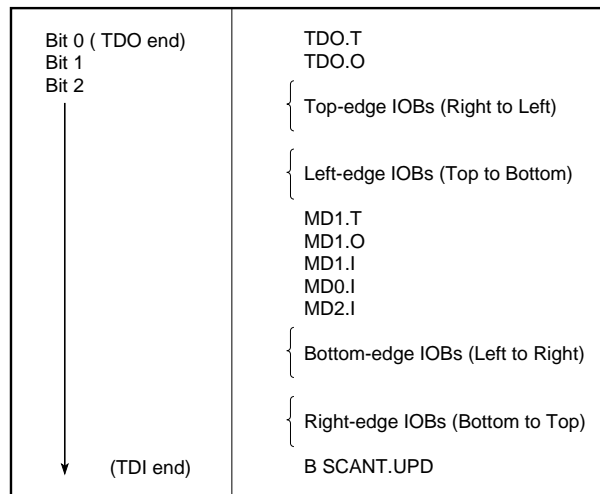 Bit 0 ( TDO end)
Bit 1
Bit 2
(TDI end)
TDO.T
TDO.O
Top-edge IOBs (Right to Left)
Left-edge IOBs (Top to Bottom)
MD1.T
MD1.O
MD1.I
MD0.I
MD2.I
Bottom-edge IOBs (Left to Right)
Right-edge IOBs (Bottom to Top)
B SCANT.UPD